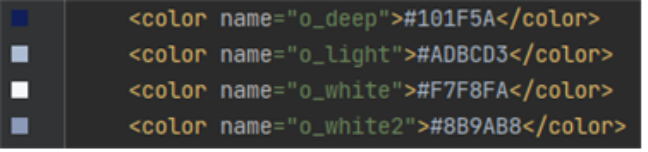 <color name="o_deep">#101F5A</color>
<color name="o_light">#ADBCD3</color>
<color name="o_white">#F7F8FA</color>
<color name="o_white2">#8B9AB8</color>